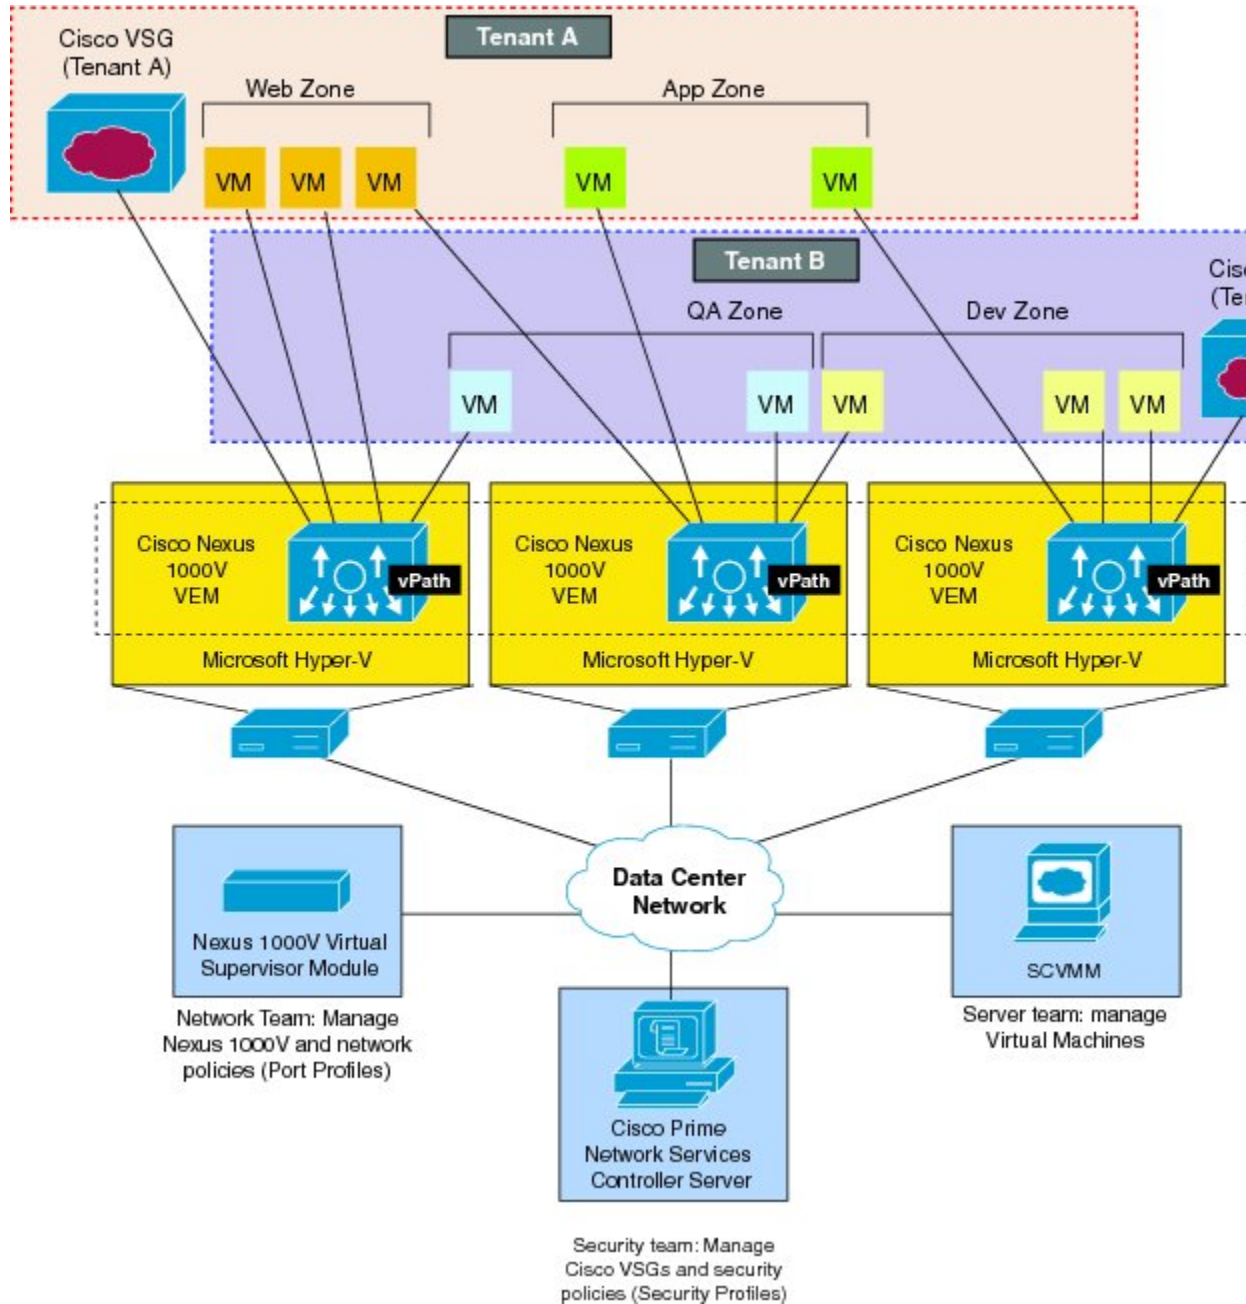 Cisco VSG
(Tenant A)
Tenant A
Web Zone
App Zone
VM
VM
VM
VM
VM
Tenant B
QA Zone
Dev Zone
VM
VM
VM
VM
VM
Cisco Nexus
1000V
VEM
vPath
Microsoft Hyper-V
Cisco Nexus
1000V
VEM
vPath
Microsoft Hyper-V
Cisco Nexus
1000V
VEM
vPath
Microsoft Hyper-V
Data Center
Network
Nexus 1000V Virtual
Supervisor Module
Network Team: Manage
Nexus 1000V and network
policies (Port Profiles)
SCVMM
Server team: manage
Virtual Machines
Cisco Prime
Network Services
Controller Server
Security team: Manage
Cisco VSGs and security
policies (Security Profiles)